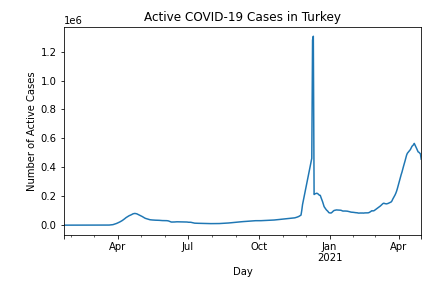 Active COVID-19 Cases in Turkey
1e6
1.2
1.0
0.8
0.6
0.4
0.2
0.0
Number of Active Cases
Apr Jul Oct Jan Apr
2021
Day